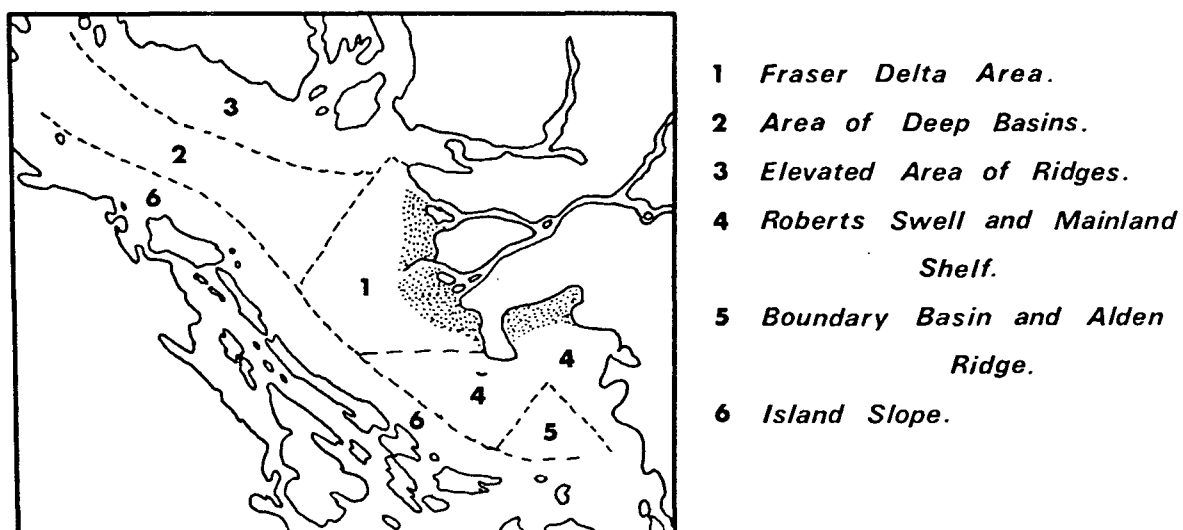 3
2
6
1
4
4
6
5
1 Fraser Delta Area.
2 Area of Deep Basins.
3 Elevated Area of Ridges.
4 Roberts Swell and Mainland
Shelf.
5 Boundary Basin and Alden
Ridge.
6 Island Slope.